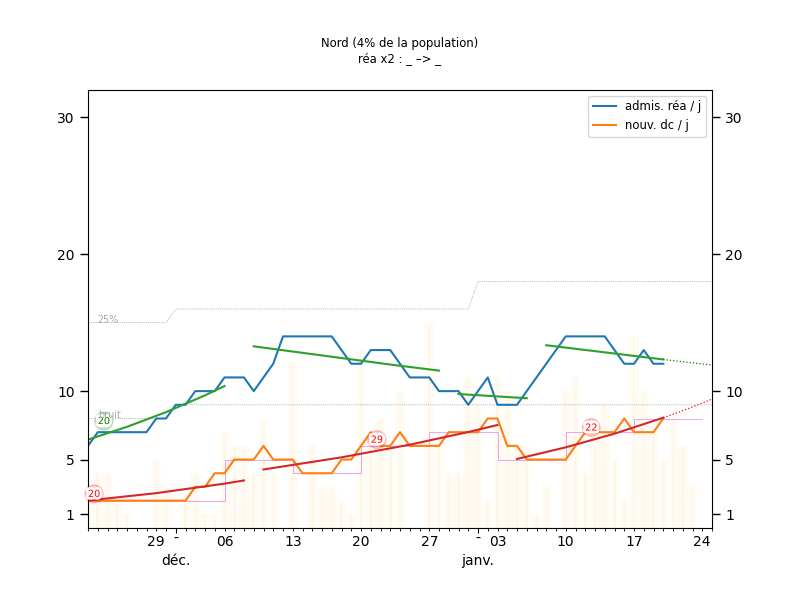 Nord (4% de la population)
réa x2 : _ –> _
admis. réa / j
nouv. dc / j
30
30
20
20
25%
10
10
bruit
20
29
22
5
5
20
1
1
29 - 06 13 20 27 - 03 10 17 24
déc. janv.